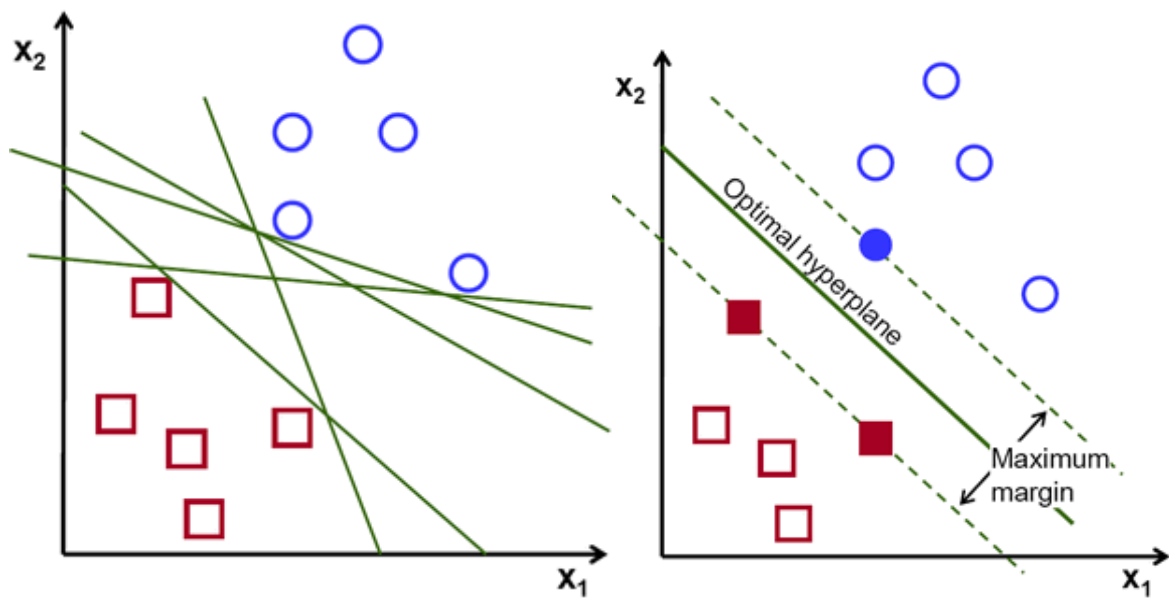 x₂
x₁
x₂
Optimal hyperplane
Maximum
margin
x₁